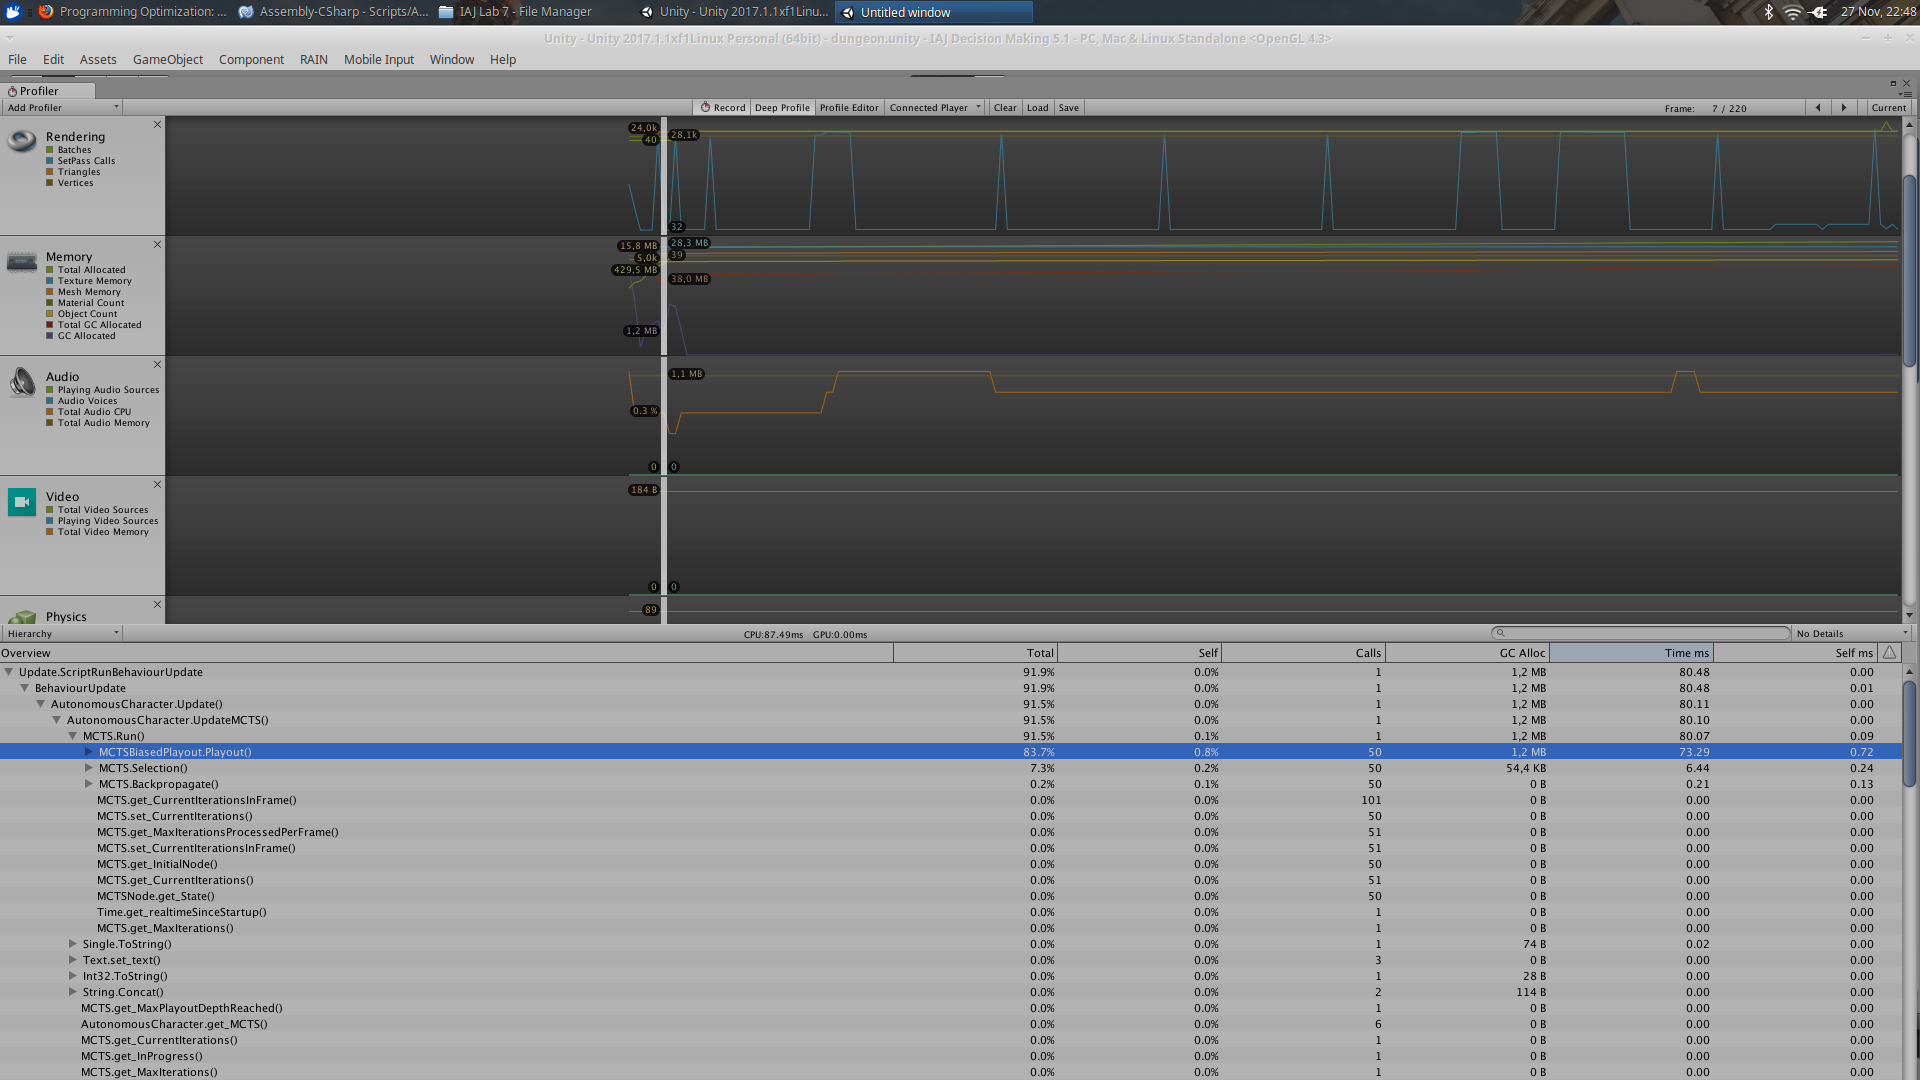 Programming Optimization: ... Assembly-CSharp - Scripts/A... IAJ Lab 7 - File Manager Unity - Unity 2017.1.1xf1Linu... Untitled window 27 Nov, 22:48
Unity - Unity 2017.1.1xf1Linux Personal (64bit) - dungeon.unity - IAJ Decision Making 5.1 - PC, Mac & Linux Standalone <OpenGL 4.3>
File Edit Assets GameObject Component RAIN Mobile Input Window Help
Profiler
Add Profiler Record Deep Profile Profile Editor Connected Player Clear Load Save Frame: 7 / 220 Current
Rendering
Batches
SetPass Calls
Triangles
Vertices
24,0k
40
28,1k
32
Memory
Total Allocated
Texture Memory
Mesh Memory
Material Count
Object Count
Total GC Allocated
GC Allocated
15,8 MB
28,3 MB
5,0k
39
429,5 MB
38,0 MB
1,2 MB
Audio
Playing Audio Sources
Audio Voices
Total Audio CPU
Total Audio Memory
1,1 MB
0.3 %
0 0
Video
Total Video Sources
Playing Video Sources
Total Video Memory
184 B
0 0
Physics
89
Hierarchy CPU:87.49ms GPU:0.00ms No Details
Overview Total Self Calls GC Alloc Time ms Self ms
Update.ScriptRunBehaviourUpdate 91.9% 0.0% 1 1,2 MB 80.48 0.00
BehaviourUpdate 91.9% 0.0% 1 1,2 MB 80.48 0.01
AutonomousCharacter.Update() 91.5% 0.0% 1 1,2 MB 80.11 0.00
AutonomousCharacter.UpdateMCTS() 91.5% 0.0% 1 1,2 MB 80.10 0.00
MCTS.Run() 91.5% 0.1% 1 1,2 MB 80.07 0.09
MCTSBiasedPlayout.Playout() 83.7% 0.8% 50 1,2 MB 73.29 0.72
MCTS.Selection() 7.3% 0.2% 50 54,4 KB 6.44 0.24
MCTS.Backpropagate() 0.2% 0.1% 50 0 B 0.21 0.13
MCTS.get_CurrentIterationsInFrame() 0.0% 0.0% 101 0 B 0.00 0.00
MCTS.set_CurrentIterations() 0.0% 0.0% 50 0 B 0.00 0.00
MCTS.get_MaxIterationsProcessedPerFrame() 0.0% 0.0% 51 0 B 0.00 0.00
MCTS.set_CurrentIterationsInFrame() 0.0% 0.0% 51 0 B 0.00 0.00
MCTS.get_InitialNode() 0.0% 0.0% 50 0 B 0.00 0.00
MCTS.get_CurrentIterations() 0.0% 0.0% 51 0 B 0.00 0.00
MCTSNode.get_State() 0.0% 0.0% 50 0 B 0.00 0.00
Time.get_realtimeSinceStartup() 0.0% 0.0% 1 0 B 0.00 0.00
MCTS.get_MaxIterations() 0.0% 0.0% 1 0 B 0.00 0.00
Single.ToString() 0.0% 0.0% 1 74 B 0.02 0.00
Text.set_text() 0.0% 0.0% 3 0 B 0.00 0.00
Int32.ToString() 0.0% 0.0% 1 28 B 0.00 0.00
String.Concat() 0.0% 0.0% 2 114 B 0.00 0.00
MCTS.get_MaxPlayoutDepthReached() 0.0% 0.0% 1 0 B 0.00 0.00
AutonomousCharacter.get_MCTS() 0.0% 0.0% 6 0 B 0.00 0.00
MCTS.get_CurrentIterations() 0.0% 0.0% 1 0 B 0.00 0.00
MCTS.get_InProgress() 0.0% 0.0% 1 0 B 0.00 0.00
MCTS.get_MaxIterations() 0.0% 0.0% 1 0 B 0.00 0.00